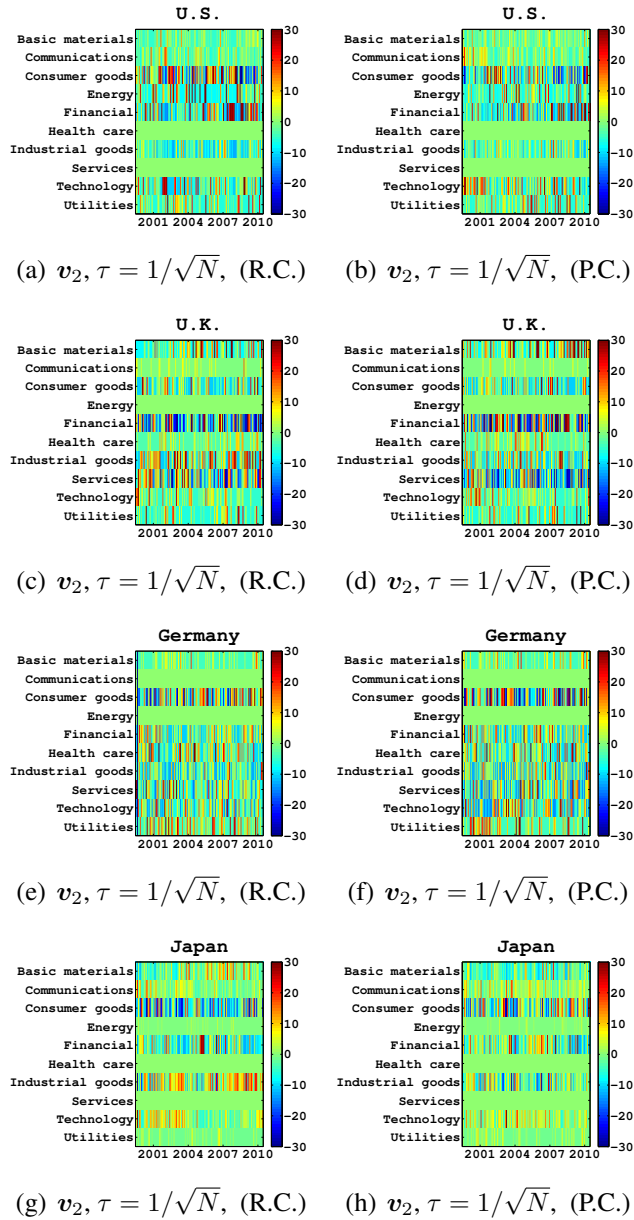 U.S.
Basic materials
Communications
Consumer goods
Energy
Financial
Health care
Industrial goods
Services
Technology
Utilities
2001 2004 2007 2010
30
20
10
0
−10
−20
−30
(a) v₂, τ = 1/√N, (R.C.)
U.S.
Basic materials
Communications
Consumer goods
Energy
Financial
Health care
Industrial goods
Services
Technology
Utilities
2001 2004 2007 2010
30
20
10
0
−10
−20
−30
(b) v₂, τ = 1/√N, (P.C.)
U.K.
Basic materials
Communications
Consumer goods
Energy
Financial
Health care
Industrial goods
Services
Technology
Utilities
2001 2004 2007 2010
30
20
10
0
−10
−20
−30
(c) v₂, τ = 1/√N, (R.C.)
U.K.
Basic materials
Communications
Consumer goods
Energy
Financial
Health care
Industrial goods
Services
Technology
Utilities
2001 2004 2007 2010
30
20
10
0
−10
−20
−30
(d) v₂, τ = 1/√N, (P.C.)
Germany
Basic materials
Communications
Consumer goods
Energy
Financial
Health care
Industrial goods
Services
Technology
Utilities
2001 2004 2007 2010
30
20
10
0
−10
−20
−30
(e) v₂, τ = 1/√N, (R.C.)
Germany
Basic materials
Communications
Consumer goods
Energy
Financial
Health care
Industrial goods
Services
Technology
Utilities
2001 2004 2007 2010
30
20
10
0
−10
−20
−30
(f) v₂, τ = 1/√N, (P.C.)
Japan
Basic materials
Communications
Consumer goods
Energy
Financial
Health care
Industrial goods
Services
Technology
Utilities
2001 2004 2007 2010
30
20
10
0
−10
−20
−30
(g) v₂, τ = 1/√N, (R.C.)
Japan
Basic materials
Communications
Consumer goods
Energy
Financial
Health care
Industrial goods
Services
Technology
Utilities
2001 2004 2007 2010
30
20
10
0
−10
−20
−30
(h) v₂, τ = 1/√N, (P.C.)